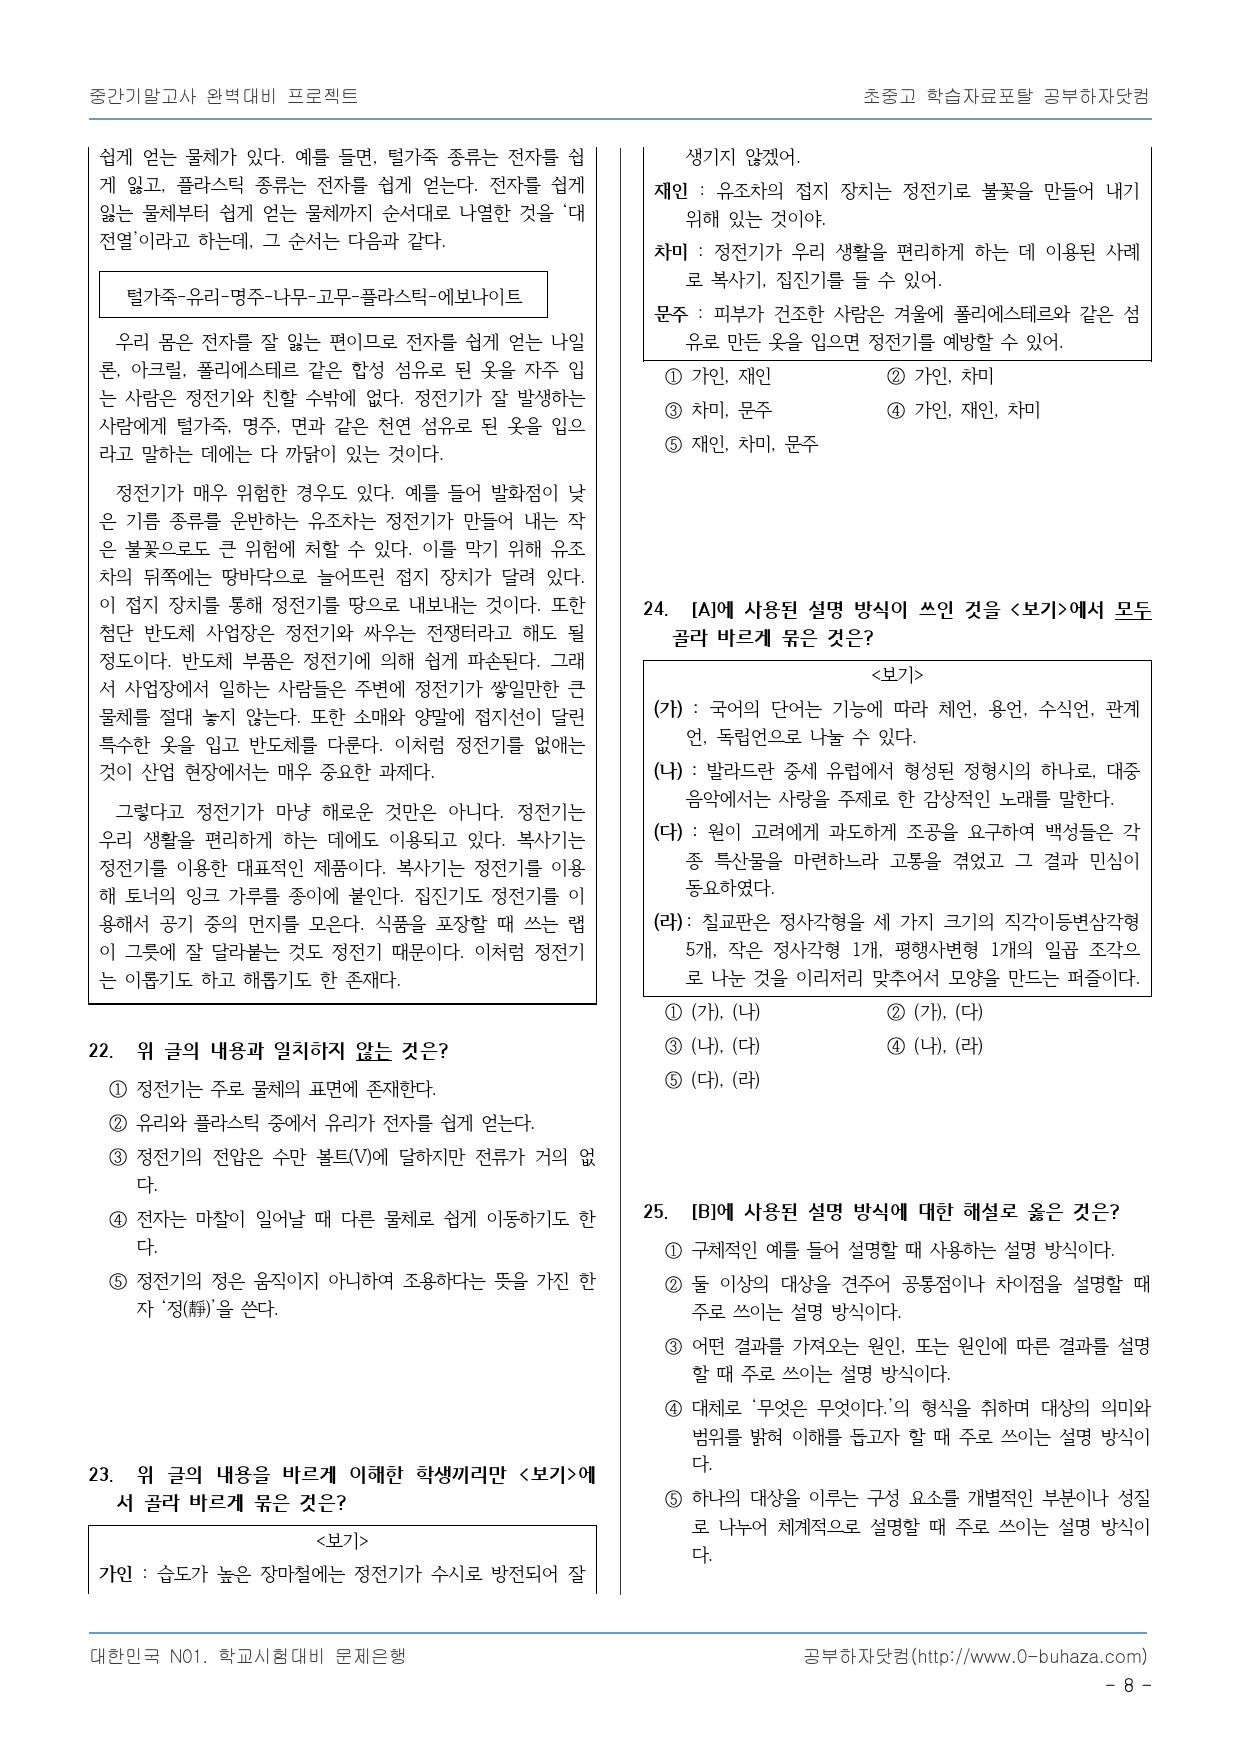 중간기말고사 완벽대비 프로젝트
초중고 학습자료포탈 공부하자닷컴
쉽게 얻는 물체가 있다. 예를 들면, 털가죽 종류는 전자를 쉽
게 잃고, 플라스틱 종류는 전자를 쉽게 얻는다. 전자를 쉽게
잃는 물체부터 쉽게 얻는 물체까지 순서대로 나열한 것을 ‘대
전열’이라고 하는데, 그 순서는 다음과 같다.
털가죽-유리-명주-나무-고무-플라스틱-에보나이트
우리 몸은 전자를 잘 잃는 편이므로 전자를 쉽게 얻는 나일
론, 아크릴, 폴리에스테르 같은 합성 섬유로 된 옷을 자주 입
는 사람은 정전기와 친할 수밖에 없다. 정전기가 잘 발생하는
사람에게 털가죽, 명주, 면과 같은 천연 섬유로 된 옷을 입으
라고 말하는 데에는 다 까닭이 있는 것이다.
정전기가 매우 위험한 경우도 있다. 예를 들어 발화점이 낮
은 기름 종류를 운반하는 유조차는 정전기가 만들어 내는 작
은 불꽃으로도 큰 위험에 처할 수 있다. 이를 막기 위해 유조
차의 뒤쪽에는 땅바닥으로 늘어뜨린 접지 장치가 달려 있다.
이 접지 장치를 통해 정전기를 땅으로 내보내는 것이다. 또한
첨단 반도체 사업장은 정전기와 싸우는 전쟁터라고 해도 될
정도이다. 반도체 부품은 정전기에 의해 쉽게 파손된다. 그래
서 사업장에서 일하는 사람들은 주변에 정전기가 쌓일만한 큰
물체를 절대 놓지 않는다. 또한 소매와 양말에 접지선이 달린
특수한 옷을 입고 반도체를 다룬다. 이처럼 정전기를 없애는
것이 산업 현장에서는 매우 중요한 과제다.
그렇다고 정전기가 마냥 해로운 것만은 아니다. 정전기는
우리 생활을 편리하게 하는 데에도 이용되고 있다. 복사기는
정전기를 이용한 대표적인 제품이다. 복사기는 정전기를 이용
해 토너의 잉크 가루를 종이에 붙인다. 집진기도 정전기를 이
용해서 공기 중의 먼지를 모은다. 식품을 포장할 때 쓰는 랩
이 그릇에 잘 달라붙는 것도 정전기 때문이다. 이처럼 정전기
는 이롭기도 하고 해롭기도 한 존재다.
22. 위 글의 내용과 일치하지 않는 것은?
① 정전기는 주로 물체의 표면에 존재한다.
② 유리와 플라스틱 중에서 유리가 전자를 쉽게 얻는다.
③ 정전기의 전압은 수만 볼트(V)에 달하지만 전류가 거의 없
다.
④ 전자는 마찰이 일어날 때 다른 물체로 쉽게 이동하기도 한
다.
⑤ 정전기의 정은 움직이지 아니하여 조용하다는 뜻을 가진 한
자 ‘정(靜)’을 쓴다.
23. 위 글의 내용을 바르게 이해한 학생끼리만 <보기>에
서 골라 바르게 묶은 것은?
<보기>
가인 : 습도가 높은 장마철에는 정전기가 수시로 방전되어 잘
생기지 않겠어.
재인 : 유조차의 접지 장치는 정전기로 불꽃을 만들어 내기
위해 있는 것이야.
차미 : 정전기가 우리 생활을 편리하게 하는 데 이용된 사례
로 복사기, 집진기를 들 수 있어.
문주 : 피부가 건조한 사람은 겨울에 폴리에스테르와 같은 섬
유로 만든 옷을 입으면 정전기를 예방할 수 있어.
① 가인, 재인 ② 가인, 차미
③ 차미, 문주 ④ 가인, 재인, 차미
⑤ 재인, 차미, 문주
24. [A]에 사용된 설명 방식이 쓰인 것을 <보기>에서 모두
골라 바르게 묶은 것은?
<보기>
(가) : 국어의 단어는 기능에 따라 체언, 용언, 수식언, 관계
언, 독립언으로 나눌 수 있다.
(나) : 발라드란 중세 유럽에서 형성된 정형시의 하나로, 대중
음악에서는 사랑을 주제로 한 감상적인 노래를 말한다.
(다) : 원이 고려에게 과도하게 조공을 요구하여 백성들은 각
종 특산물을 마련하느라 고통을 겪었고 그 결과 민심이
동요하였다.
(라) : 칠교판은 정사각형을 세 가지 크기의 직각이등변삼각형
5개, 작은 정사각형 1개, 평행사변형 1개의 일곱 조각으
로 나눈 것을 이리저리 맞추어서 모양을 만드는 퍼즐이다.
① (가), (나) ② (가), (다)
③ (나), (다) ④ (나), (라)
⑤ (다), (라)
25. [B]에 사용된 설명 방식에 대한 해설로 옳은 것은?
① 구체적인 예를 들어 설명할 때 사용하는 설명 방식이다.
② 둘 이상의 대상을 견주어 공통점이나 차이점을 설명할 때
주로 쓰이는 설명 방식이다.
③ 어떤 결과를 가져오는 원인, 또는 원인에 따른 결과를 설명
할 때 주로 쓰이는 설명 방식이다.
④ 대체로 ‘무엇은 무엇이다.’의 형식을 취하며 대상의 의미와
범위를 밝혀 이해를 돕고자 할 때 주로 쓰이는 설명 방식이
다.
⑤ 하나의 대상을 이루는 구성 요소를 개별적인 부분이나 성질
로 나누어 체계적으로 설명할 때 주로 쓰이는 설명 방식이
다.
대한민국 N01. 학교시험대비 문제은행
공부하자닷컴(http://www.0-buhaza.com)
- 8 -